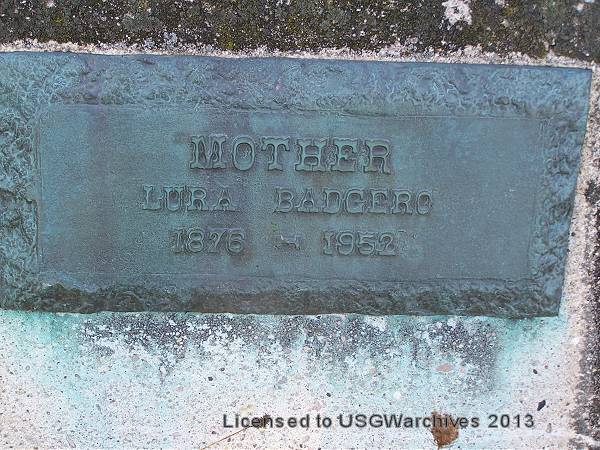 MOTHER
LURA BADGERO
1876 - 1952
Licensed to USGWarchives 2013